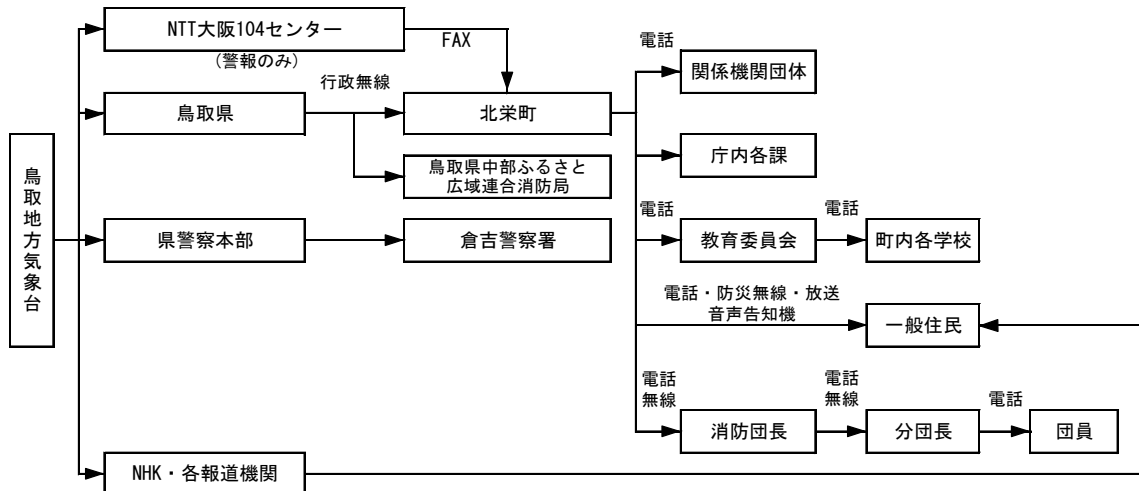 NTT大阪104センター
(警報のみ)
FAX
電話
関係機関団体
行政無線
鳥取県
北栄町
庁内各課
鳥取県中部ふるさと
広域連合消防局
鳥取地方気象台
県警察本部
倉吉警察署
電話
教育委員会
電話
町内各学校
電話・防災無線・放送
音声告知機
一般住民
電話
無線
消防団長
電話
無線
分団長
電話
団員
NHK・各報道機関